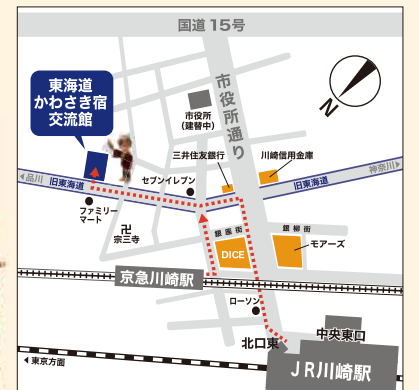 国道15号
東海道
かわさき宿
交流館
市役所通り
市役所
(建替中)
N
三井住友銀行
川崎信用金庫
セブンイレブン
神奈川▷
◁品川
旧東海道
旧東海道
ファミリー
マート
卍
宗三寺
銀座街
銀柳街
DICE
モアーズ
京急川崎駅
ローソン
北口東
中央東口
JR川崎駅
◀東京方面